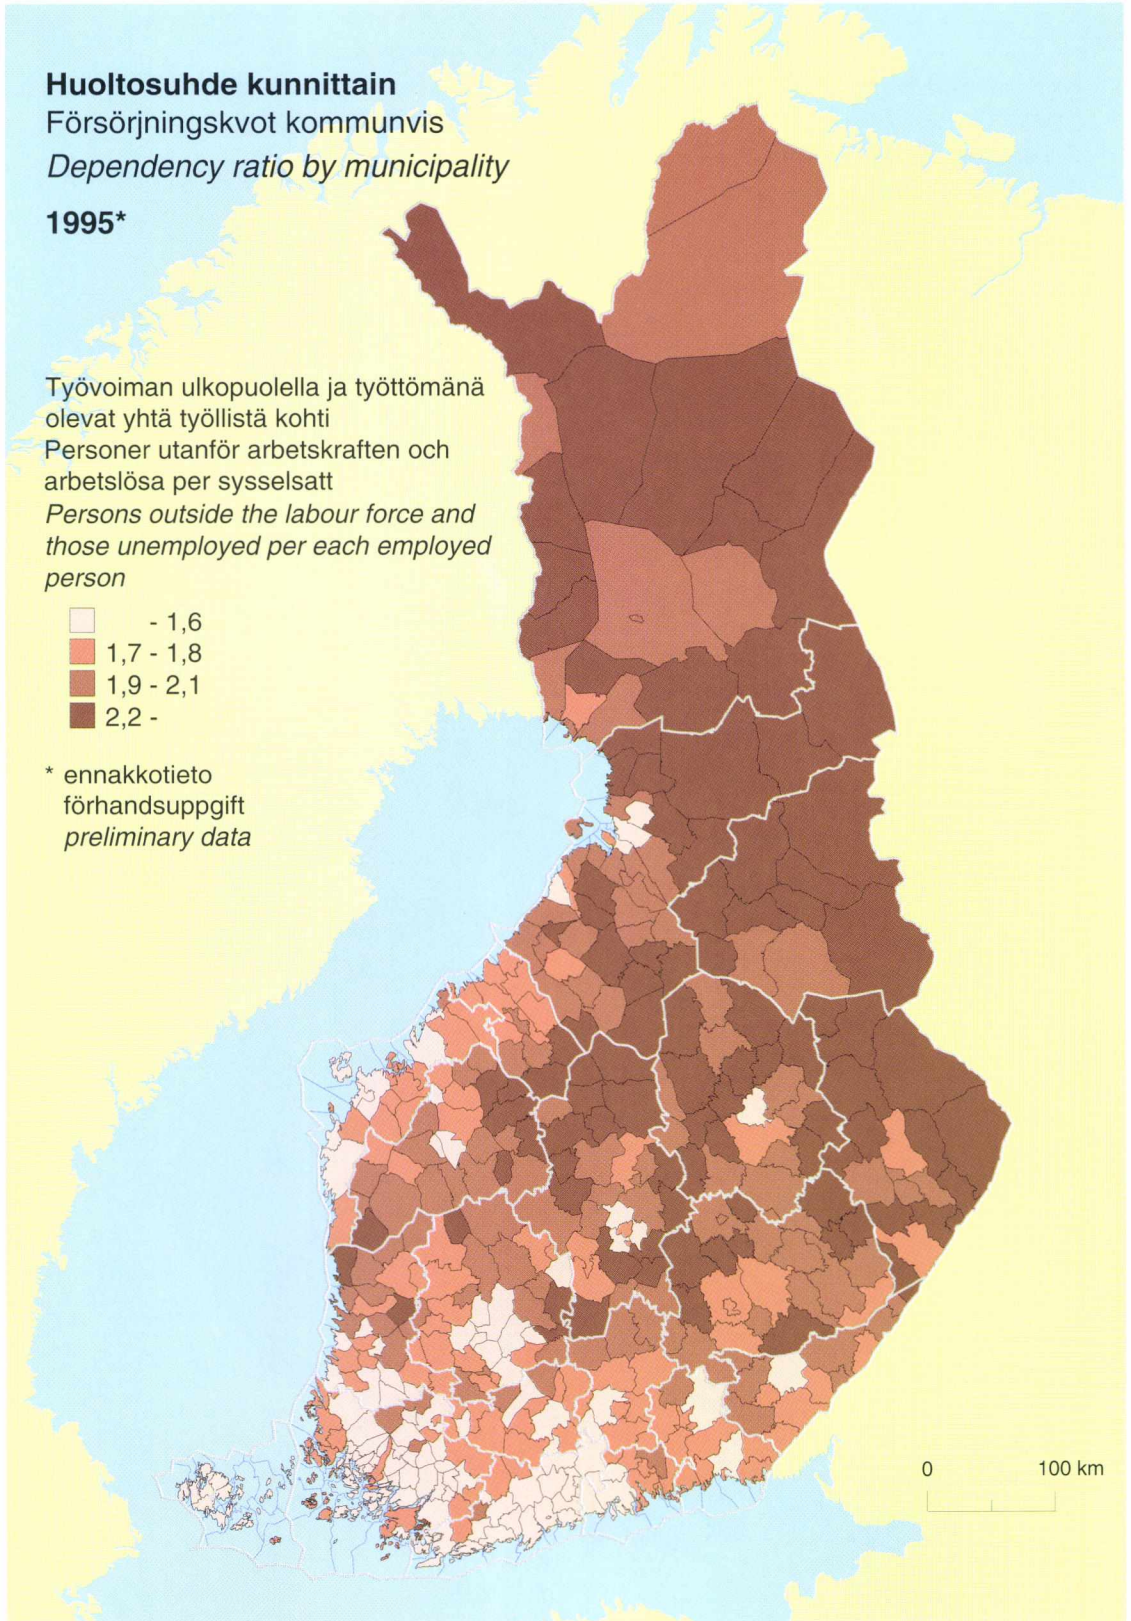 Huoltosuhde kunnittain
Försörjningskvot kommunvis
Dependency ratio by municipality
1995*
Työvoiman ulkopuolella ja työttömänä
olevat yhtä työllistä kohti
Personer utanför arbetskraften och
arbetslösa per sysselsatt
Persons outside the labour force and
those unemployed per each employed
person
- 1,6
1,7 - 1,8
1,9 - 2,1
2,2 -
* ennakkotieto
förhandsuppgift
preliminary data
0 100 km